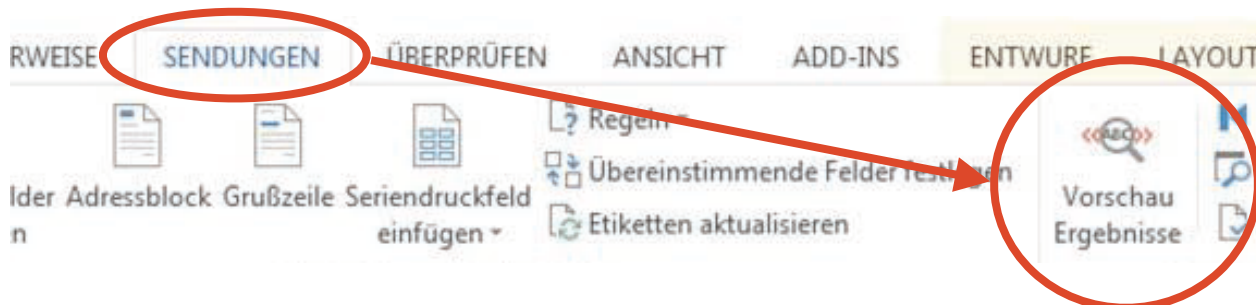 RWEISE SENDUNGEN ÜBERPRÜFEN ANSICHT ADD-INS ENTWURF LAYOUT
Regeln
Übereinstimmende Felder festlegen
Etiketten aktualisieren
lder Adressblock Grußzeile Seriendruckfeld
n einfügen
«ABC»
Vorschau
Ergebnisse